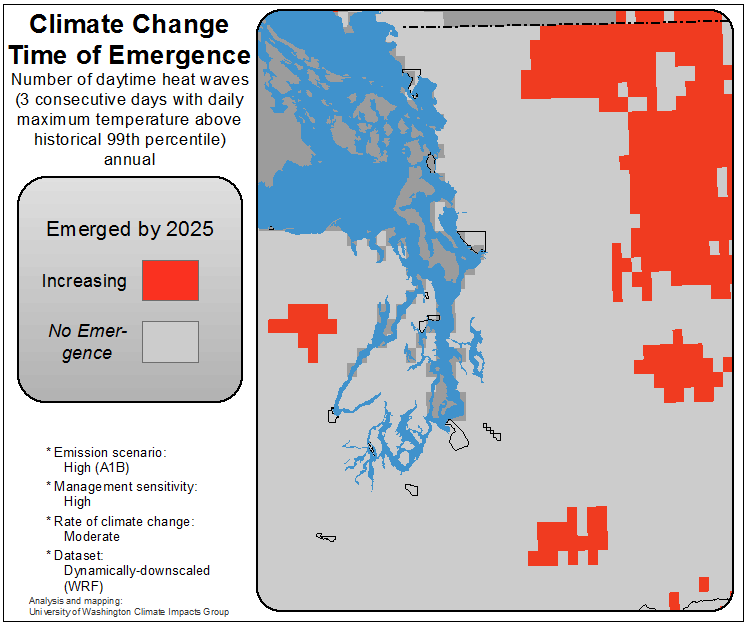 Climate Change
Time of Emergence
Number of daytime heat waves
(3 consecutive days with daily
maximum temperature above
historical 99th percentile)
annual
Emerged by 2025
Increasing
No Emer-
gence
* Emission scenario:
High (A1B)
* Management sensitivity:
High
* Rate of climate change:
Moderate
* Dataset:
Dynamically-downscaled
(WRF)
Analysis and mapping:
University of Washington Climate Impacts Group